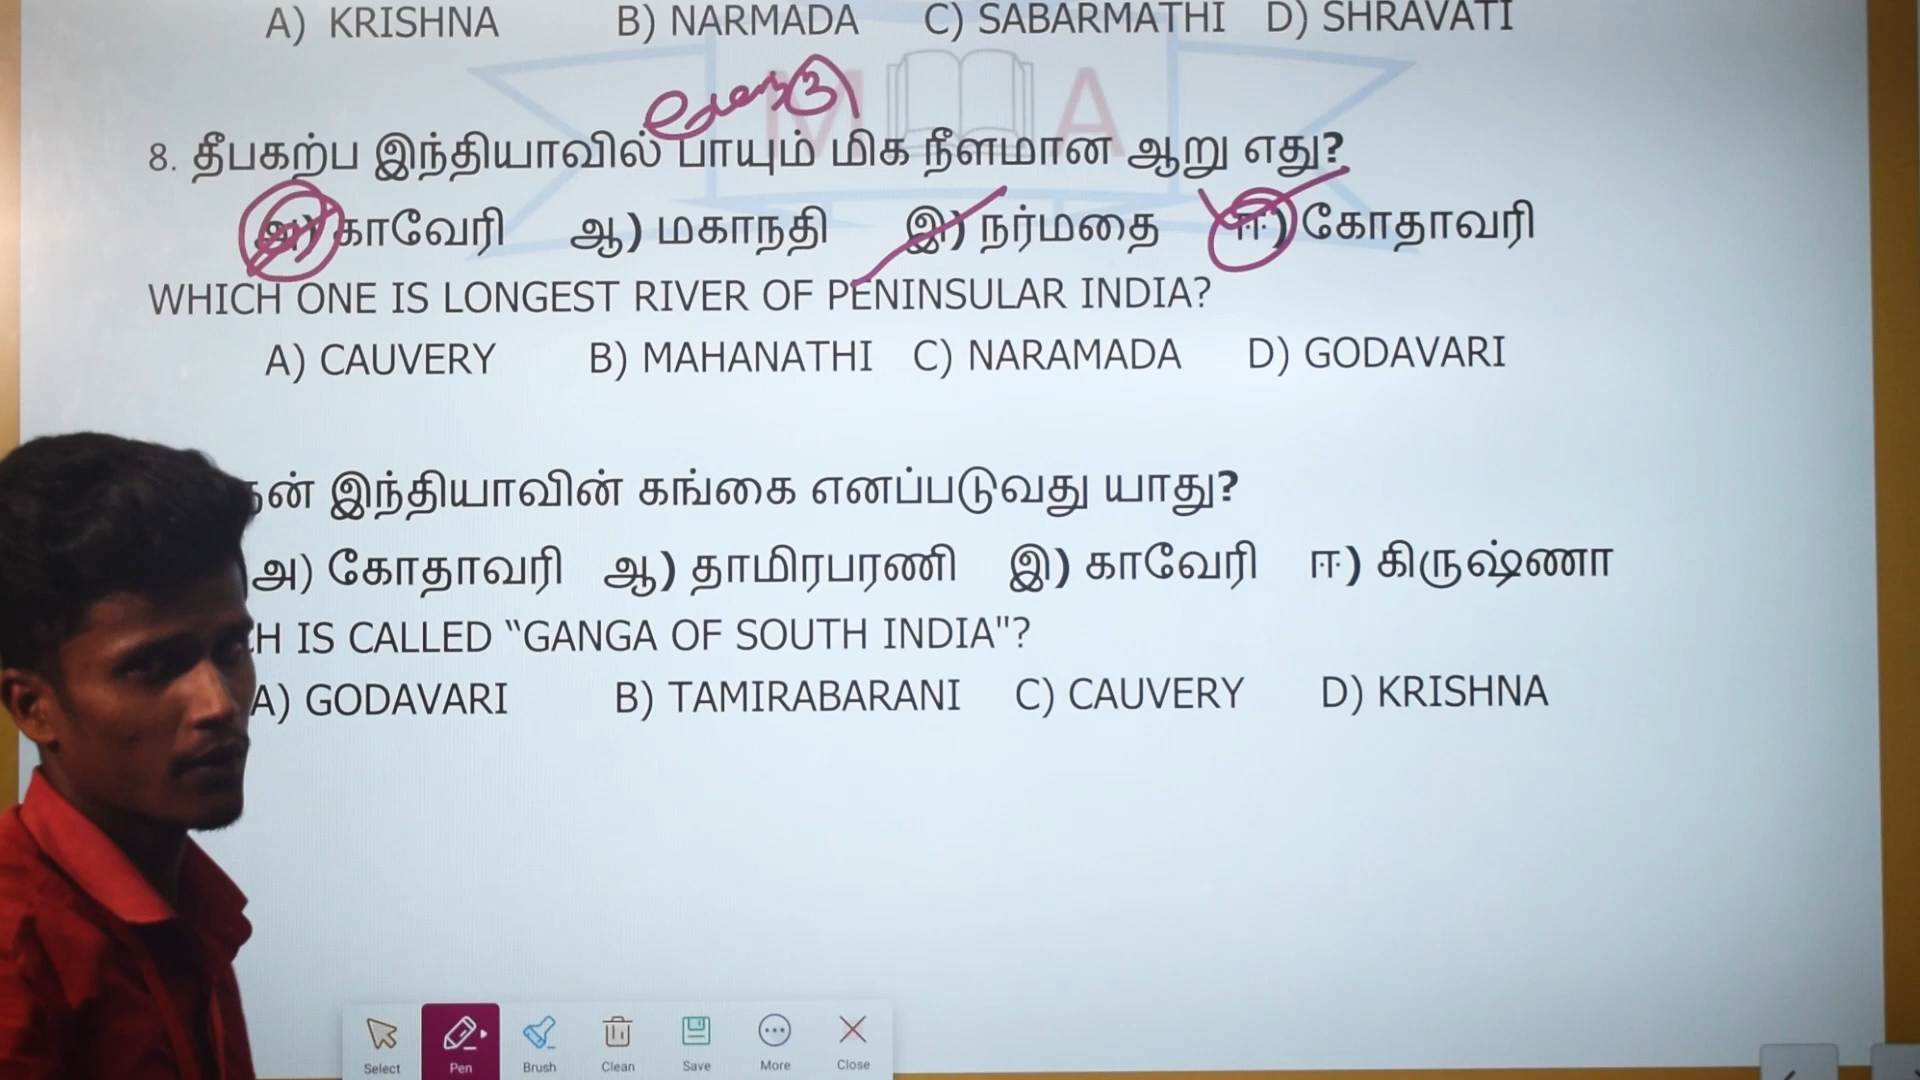 A) KRISHNA B) NARMADA C) SABARMATHI D) SHRAVATI
M A
8. தீபகற்ப இந்தியாவில் பாயும் மிக நீளமான ஆறு எது?
அ) காவேரி ஆ) மகாநதி இ) நர்மதை ஈ) கோதாவரி
WHICH ONE IS LONGEST RIVER OF PENINSULAR INDIA?
A) CAUVERY B) MAHANATHI C) NARAMADA D) GODAVARI
இந்தியாவின் கங்கை எனப்படுவது யாது?
அ) கோதாவரி ஆ) தாமிரபரணி இ) காவேரி ஈ) கிருஷ்ணா
IS CALLED “GANGA OF SOUTH INDIA"?
A) GODAVARI B) TAMIRABARANI C) CAUVERY D) KRISHNA
Select Pen Brush Clean Save More Close